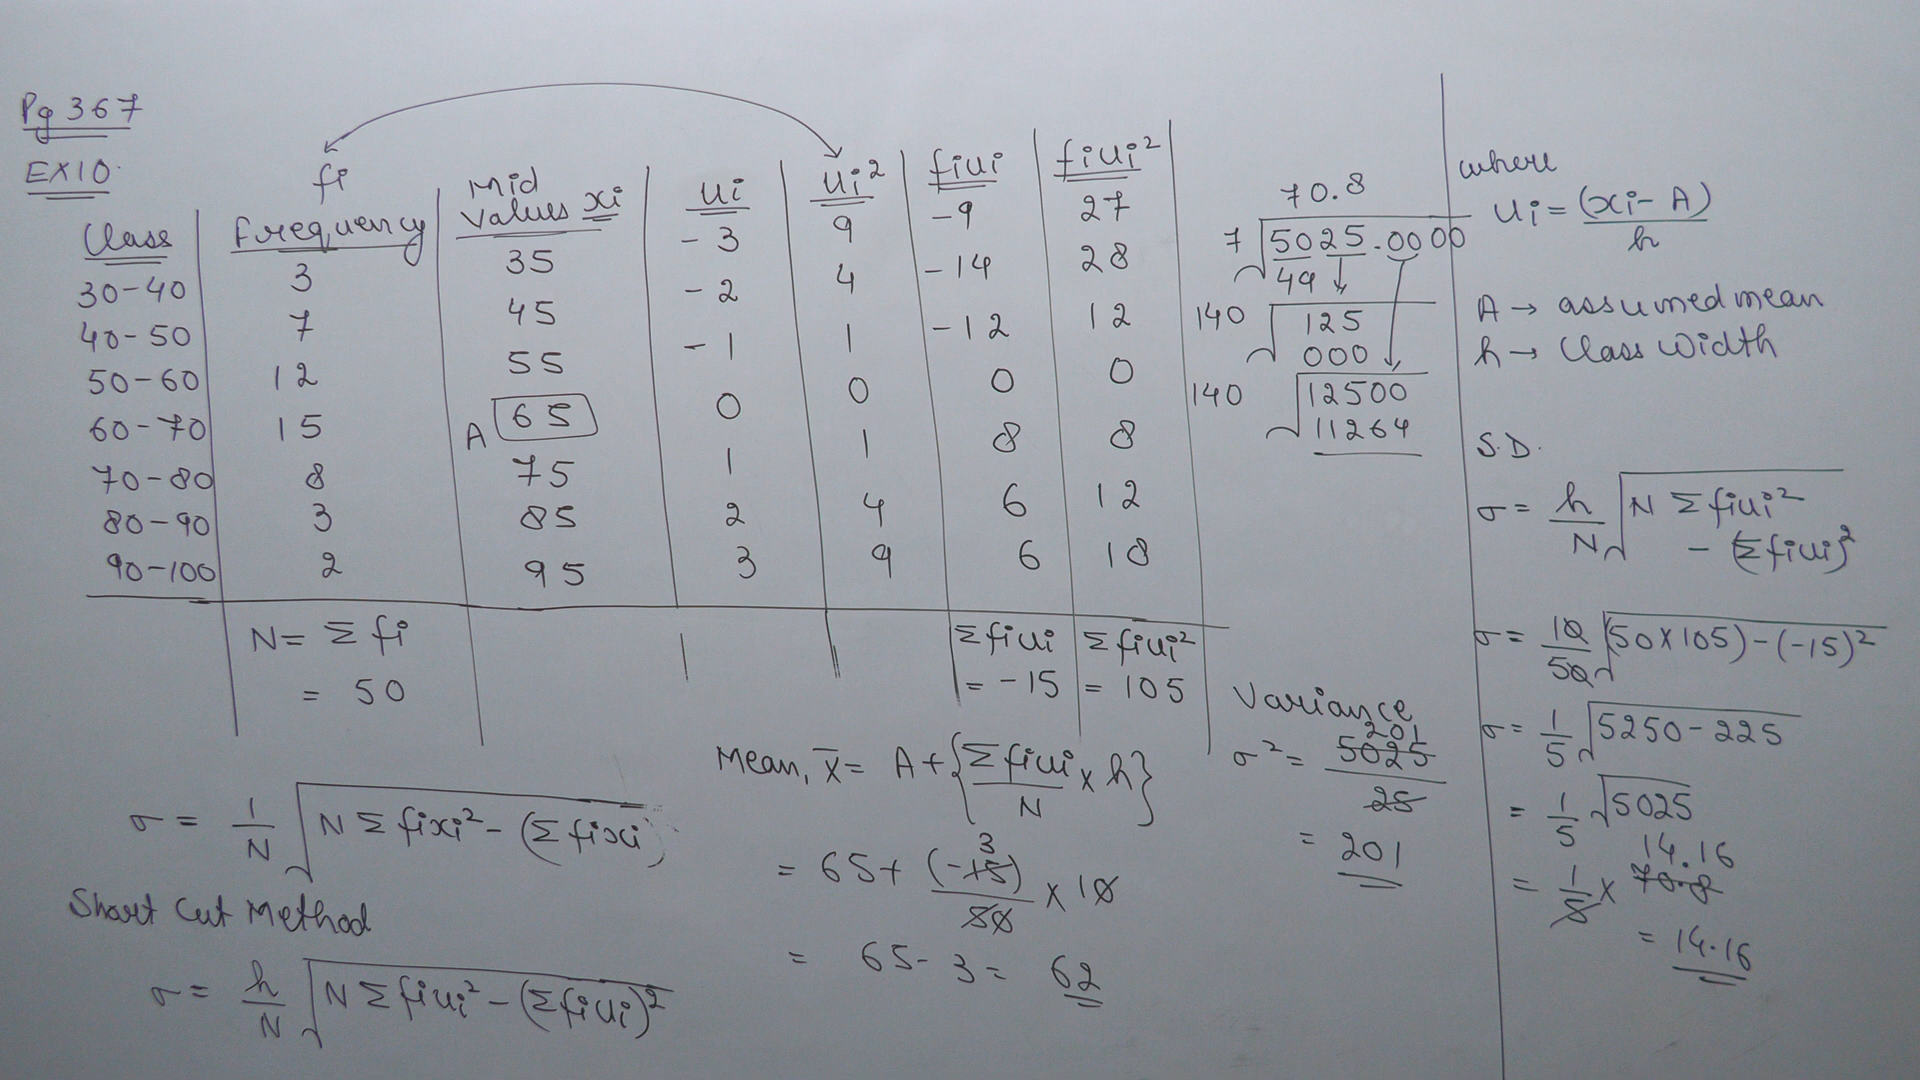 Pg 367
EX10.
Class | fi frequency | Mid Values xi | ui | ui² | fiui | fiui²
30-40 | 3 | 35 | -3 | 9 | -9 | 27
40-50 | 7 | 45 | -2 | 4 | -14 | 28
50-60 | 12 | 55 | -1 | 1 | -12 | 12
60-70 | 15 | A 65 | 0 | 0 | 0 | 0
70-80 | 8 | 75 | 1 | 1 | 8 | 8
80-90 | 3 | 85 | 2 | 4 | 6 | 12
90-100 | 2 | 95 | 3 | 9 | 6 | 18
N = Σfi | Σfiui | Σfiui²
= 50 | = -15 | = 105
σ = 1/N √NΣfixi² - (Σfixi)
Short Cut Method
σ = h/N √NΣfiui² - (Σfiui)²
Mean, x̄ = A + {Σfiui/N × h}
= 65 + (-15)/50 × 10
3
= 65 - 3 = 62
70.8
7 √5025.0000
49
140 √125
000
140 √12500
11264
Variance
201
σ² = 5025/25
= 201
where
ui = (xi - A)/h
A → assumed mean
h → Class Width
S.D.
σ = h/N √NΣfiui²
- (Σfiui)²
σ = 10/50 √(50×105) - (-15)²
σ = 1/5 √5250 - 225
= 1/5 √5025
14.16
= 1/5 × 70.8
= 14.16